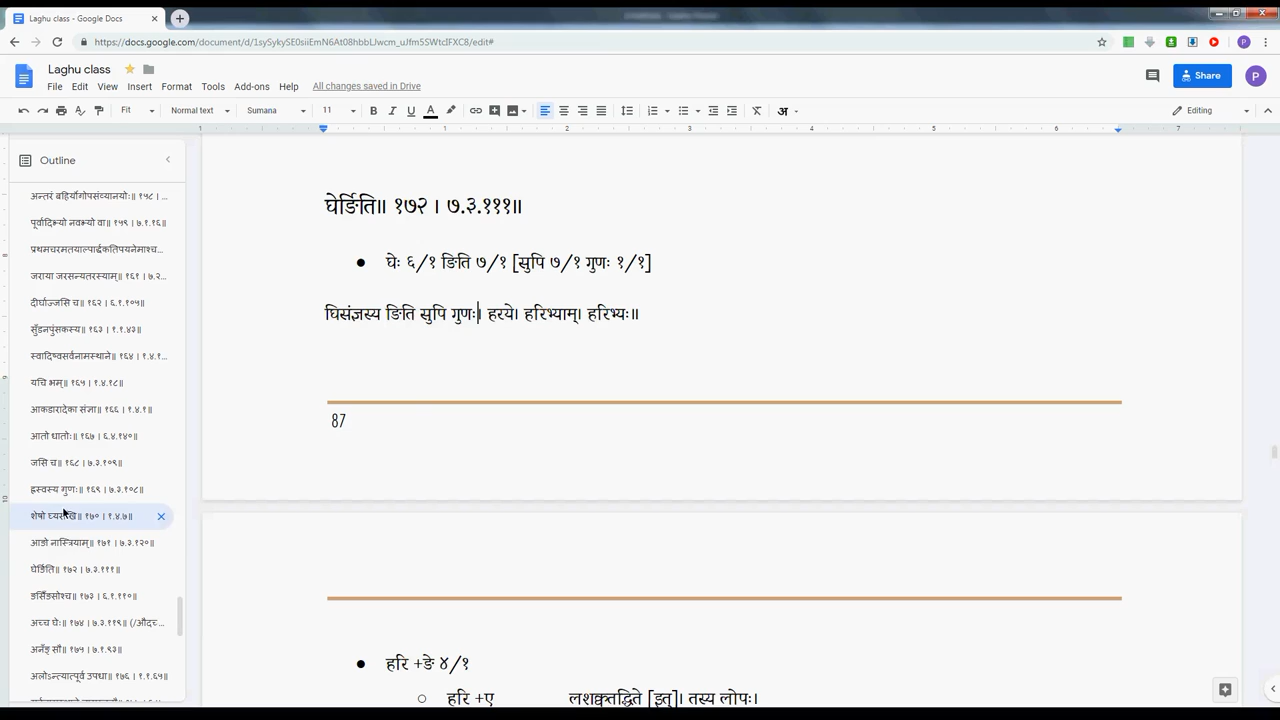 Laghu class - Google Docs
https://docs.google.com/document/d/1sySykySE0siiEmN6At08hbbLJwcm_uJfm5SWtcIFXC8/edit#
Laghu class
File Edit View Insert Format Tools Add-ons Help All changes saved in Drive
Share
P
Fit Normal text Sumana 11 Editing
Outline
अन्तरं बहिर्योगोपसंव्यानयोः॥ १५८ । ...
पूर्वादिभ्यो नवभ्यो वा॥ १५९ । ७.१.१६॥
प्रथमचरमतयाल्पार्द्धकतिपयनेमाश्च...
जराया जरसन्यतरस्याम्॥ १६१ । ७.२...
दीर्घाज्जसि च॥ १६२ । ६.१.१०५॥
सुँडनपुंसकस्य॥ १६३ । १.१.४३॥
स्वादिष्वसर्वनामस्थाने॥ १६४ । १.४.१...
यचि भम्॥ १६५ । १.४.१८॥
आकडारादेका संज्ञा॥ १६६ । १.४.१॥
आतो धातोः॥ १६७ । ६.४.१४०॥
जसि च॥ १६८ । ७.३.१०९॥
ह्रस्वस्य गुणः॥ १६९ । ७.३.१०८॥
शेषो घ्यसखि॥ १७० । १.४.७॥
आङो नास्त्रियाम्॥ १७१ । ७.३.१२०॥
घेर्ङिति॥ १७२ । ७.३.१११॥
ङसिँङसोश्च॥ १७३ । ६.१.११०॥
अच्च घेः॥ १७४ । ७.३.११९॥ (/औदच्...
अनँङ् सौ॥ १७५ । ७.१.९३॥
अलोऽन्त्यात्पूर्व उपधा॥ १७६ । १.१.६५॥
घेर्ङिति॥ १७२ । ७.३.१११॥
● घेः ६/१ ङिति ७/१ [सुपि ७/१ गुणः १/१]
घिसंज्ञस्य ङिति सुपि गुणः। हरये। हरिभ्याम्। हरिभ्यः॥
87
● हरि +ङे ४/१
○ हरि +ए लशक्वतद्धिते [इत्]। तस्य लोपः।